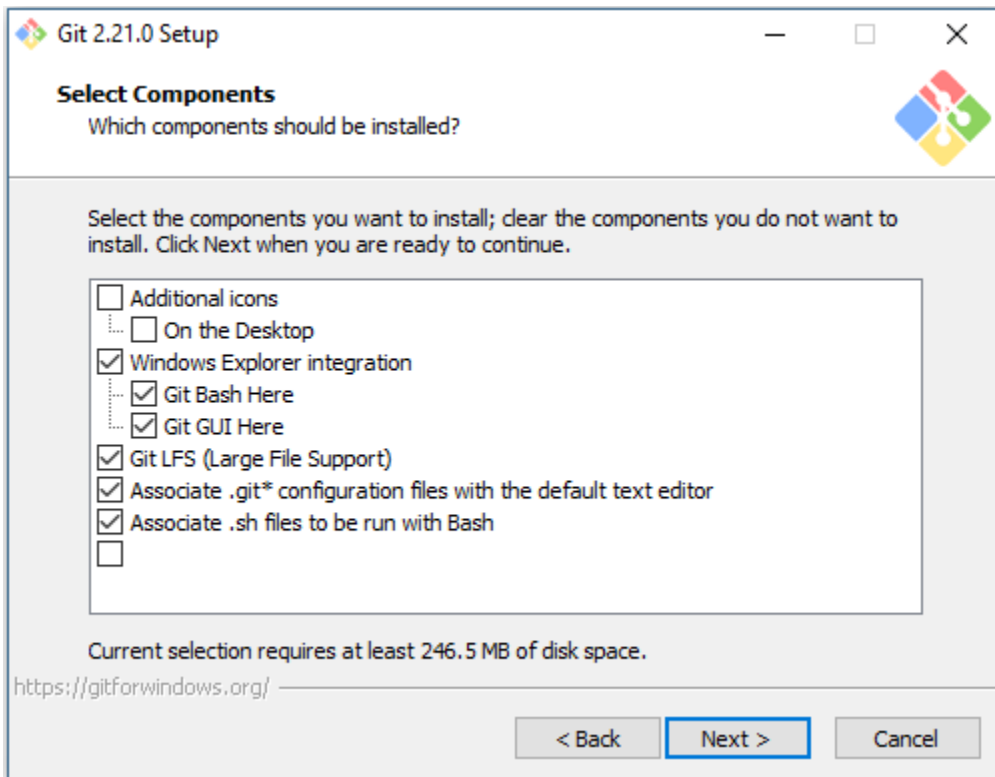 Git 2.21.0 Setup
Select Components
Which components should be installed?
Select the components you want to install; clear the components you do not want to
install. Click Next when you are ready to continue.
Additional icons
On the Desktop
Windows Explorer integration
Git Bash Here
Git GUI Here
Git LFS (Large File Support)
Associate .git* configuration files with the default text editor
Associate .sh files to be run with Bash
Current selection requires at least 246.5 MB of disk space.
https://gitforwindows.org/
< Back Next > Cancel